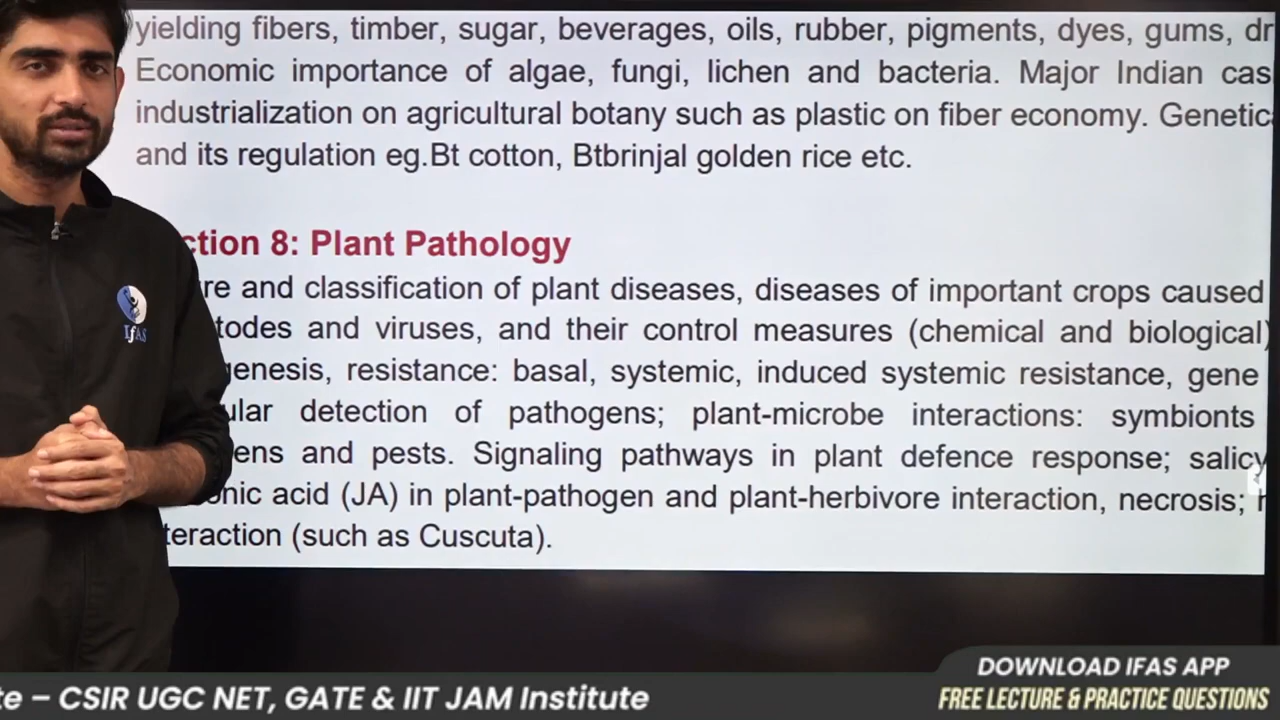 yielding fibers, timber, sugar, beverages, oils, rubber, pigments, dyes, gums,
Economic importance of algae, fungi, lichen and bacteria. Major Indian
industrialization on agricultural botany such as plastic on fiber economy.
and its regulation eg.Bt cotton, Btbrinjal golden rice etc.
ction 8: Plant Pathology
re and classification of plant diseases, diseases of important crops caused
todes and viruses, and their control measures (chemical and biological)
genesis, resistance: basal, systemic, induced systemic resistance, gene
ular detection of pathogens; plant-microbe interactions: symbionts
ens and pests. Signaling pathways in plant defence response;
onic acid (JA) in plant-pathogen and plant-herbivore interaction, necrosis;
teraction (such as Cuscuta).
IfAS
DOWNLOAD IFAS APP
te – CSIR UGC NET, GATE & IIT JAM Institute
FREE LECTURE & PRACTICE QUESTIONS